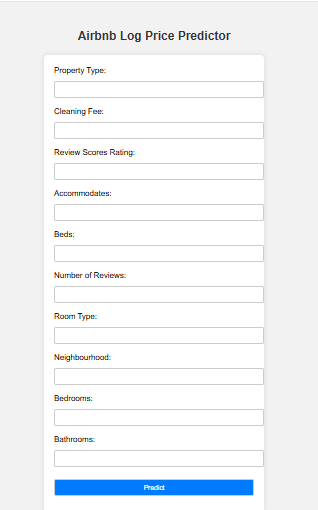 Airbnb Log Price Predictor
Property Type:
Cleaning Fee:
Review Scores Rating:
Accommodates:
Beds:
Number of Reviews:
Room Type:
Neighbourhood:
Bedrooms:
Bathrooms:
Predict